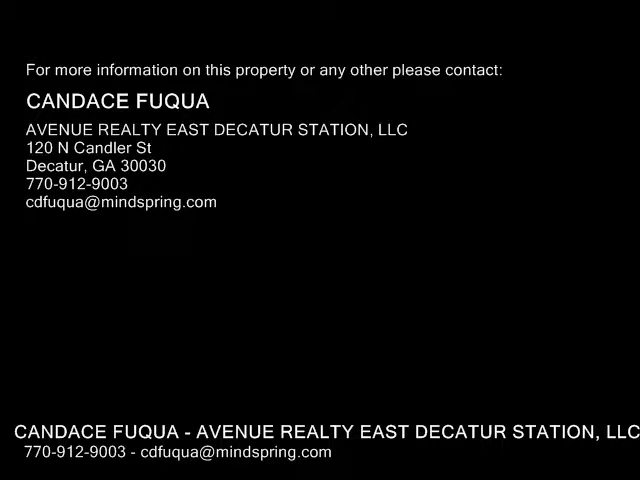 For more information on this property or any other please contact:
CANDACE FUQUA
AVENUE REALTY EAST DECATUR STATION, LLC
120 N Candler St
Decatur, GA 30030
770-912-9003
cdfuqua@mindspring.com
CANDACE FUQUA - AVENUE REALTY EAST DECATUR STATION, LLC
770-912-9003 - cdfuqua@mindspring.com